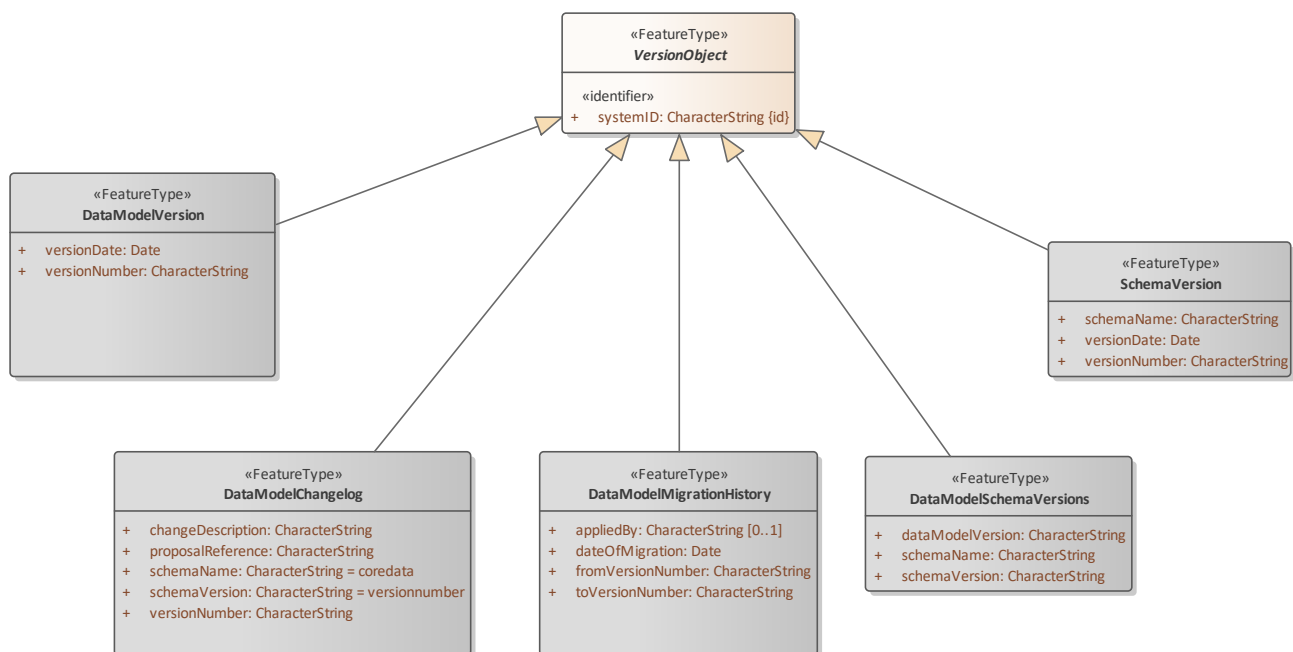 «FeatureType»
VersionObject
«identifier»
+ systemID: CharacterString {id}
«FeatureType»
DataModelVersion
+ versionDate: Date
+ versionNumber: CharacterString
«FeatureType»
SchemaVersion
+ schemaName: CharacterString
+ versionDate: Date
+ versionNumber: CharacterString
«FeatureType»
DataModelChangelog
+ changeDescription: CharacterString
+ proposalReference: CharacterString
+ schemaName: CharacterString = coredata
+ schemaVersion: CharacterString = versionnumber
+ versionNumber: CharacterString
«FeatureType»
DataModelMigrationHistory
+ appliedBy: CharacterString [0..1]
+ dateOfMigration: Date
+ fromVersionNumber: CharacterString
+ toVersionNumber: CharacterString
«FeatureType»
DataModelSchemaVersions
+ dataModelVersion: CharacterString
+ schemaName: CharacterString
+ schemaVersion: CharacterString